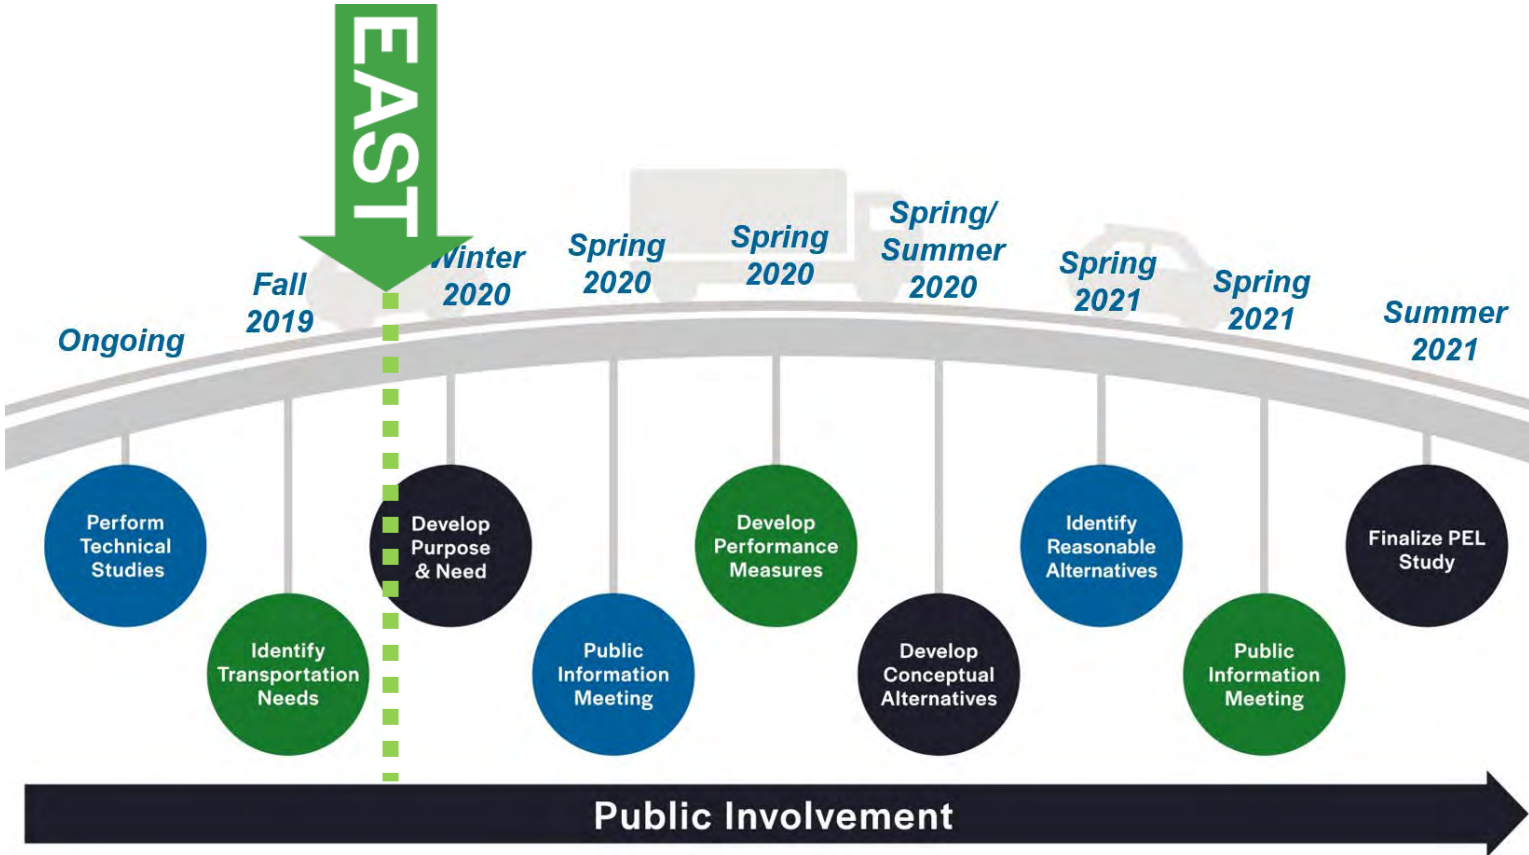 EAST
Ongoing
Fall
2019
Winter
2020
Spring
2020
Spring
2020
Spring/
Summer
2020
Spring
2021
Spring
2021
Summer
2021
Perform
Technical
Studies
Identify
Transportation
Needs
Develop
Purpose
& Need
Public
Information
Meeting
Develop
Performance
Measures
Develop
Conceptual
Alternatives
Identify
Reasonable
Alternatives
Public
Information
Meeting
Finalize PEL
Study
Public Involvement